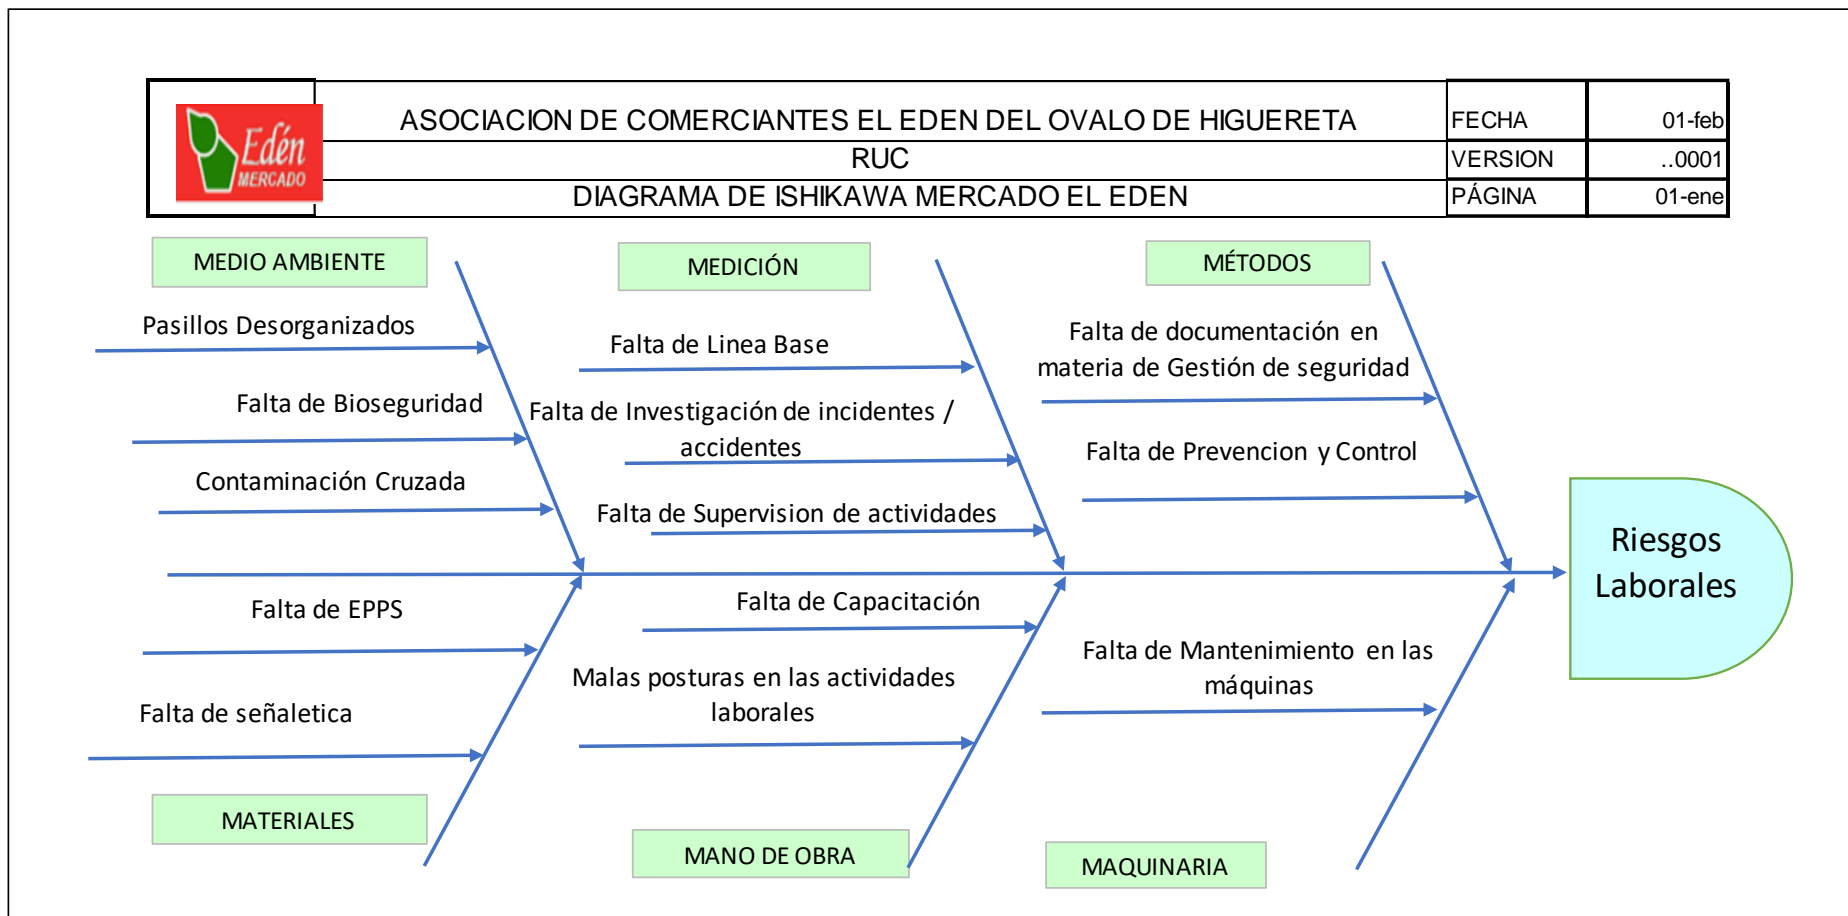 Edén
MERCADO
ASOCIACION DE COMERCIANTES EL EDEN DEL OVALO DE HIGUERETA
FECHA 01-feb
RUC
VERSION ..0001
DIAGRAMA DE ISHIKAWA MERCADO EL EDEN
PÁGINA 01-ene
MEDIO AMBIENTE
Pasillos Desorganizados
Falta de Bioseguridad
Contaminación Cruzada
MEDICIÓN
Falta de Linea Base
Falta de Investigación de incidentes /
accidentes
Falta de Supervision de actividades
MÉTODOS
Falta de documentación en
materia de Gestión de seguridad
Falta de Prevencion y Control
Riesgos
Laborales
Falta de EPPS
Falta de señaletica
MATERIALES
Falta de Capacitación
Malas posturas en las actividades
laborales
MANO DE OBRA
Falta de Mantenimiento en las
máquinas
MAQUINARIA